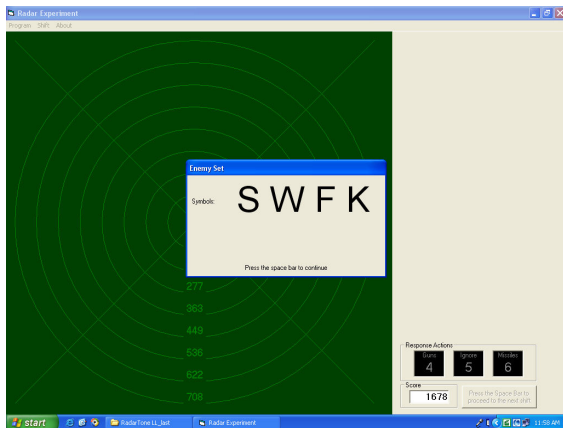 Radar Experiment
Program Shift About
Enemy Set
Symbols: S W F K
Press the space bar to continue
277
363
449
536
622
708
Response Actions
Guns Ignore Missiles
4 5 6
Score
1678
Press the Space Bar to
proceed to the next shift
start RadarTone LL_last Radar Experiment 11:58 AM